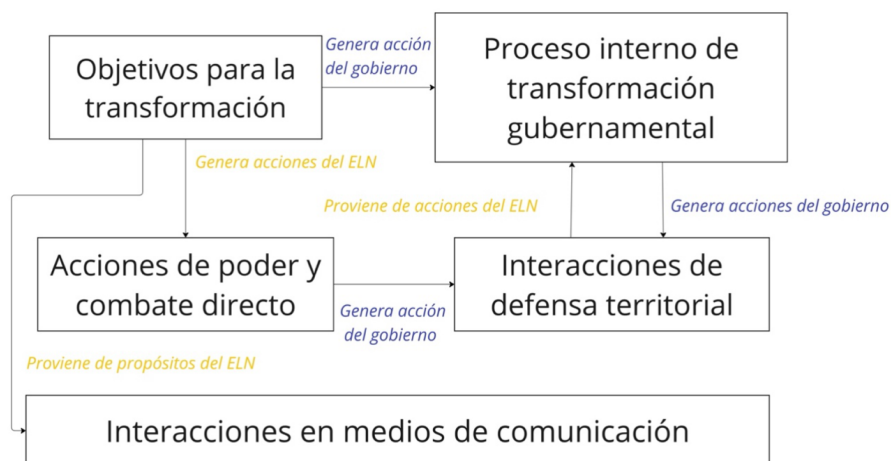 Objetivos para la
transformación
Genera acción
del gobierno
Proceso interno de
transformación
gubernamental
Genera acciones del ELN
Proviene de acciones del ELN
Genera acciones del gobierno
Acciones de poder y
combate directo
Genera acción
del gobierno
Interacciones de
defensa territorial
Proviene de propósitos del ELN
Interacciones en medios de comunicación